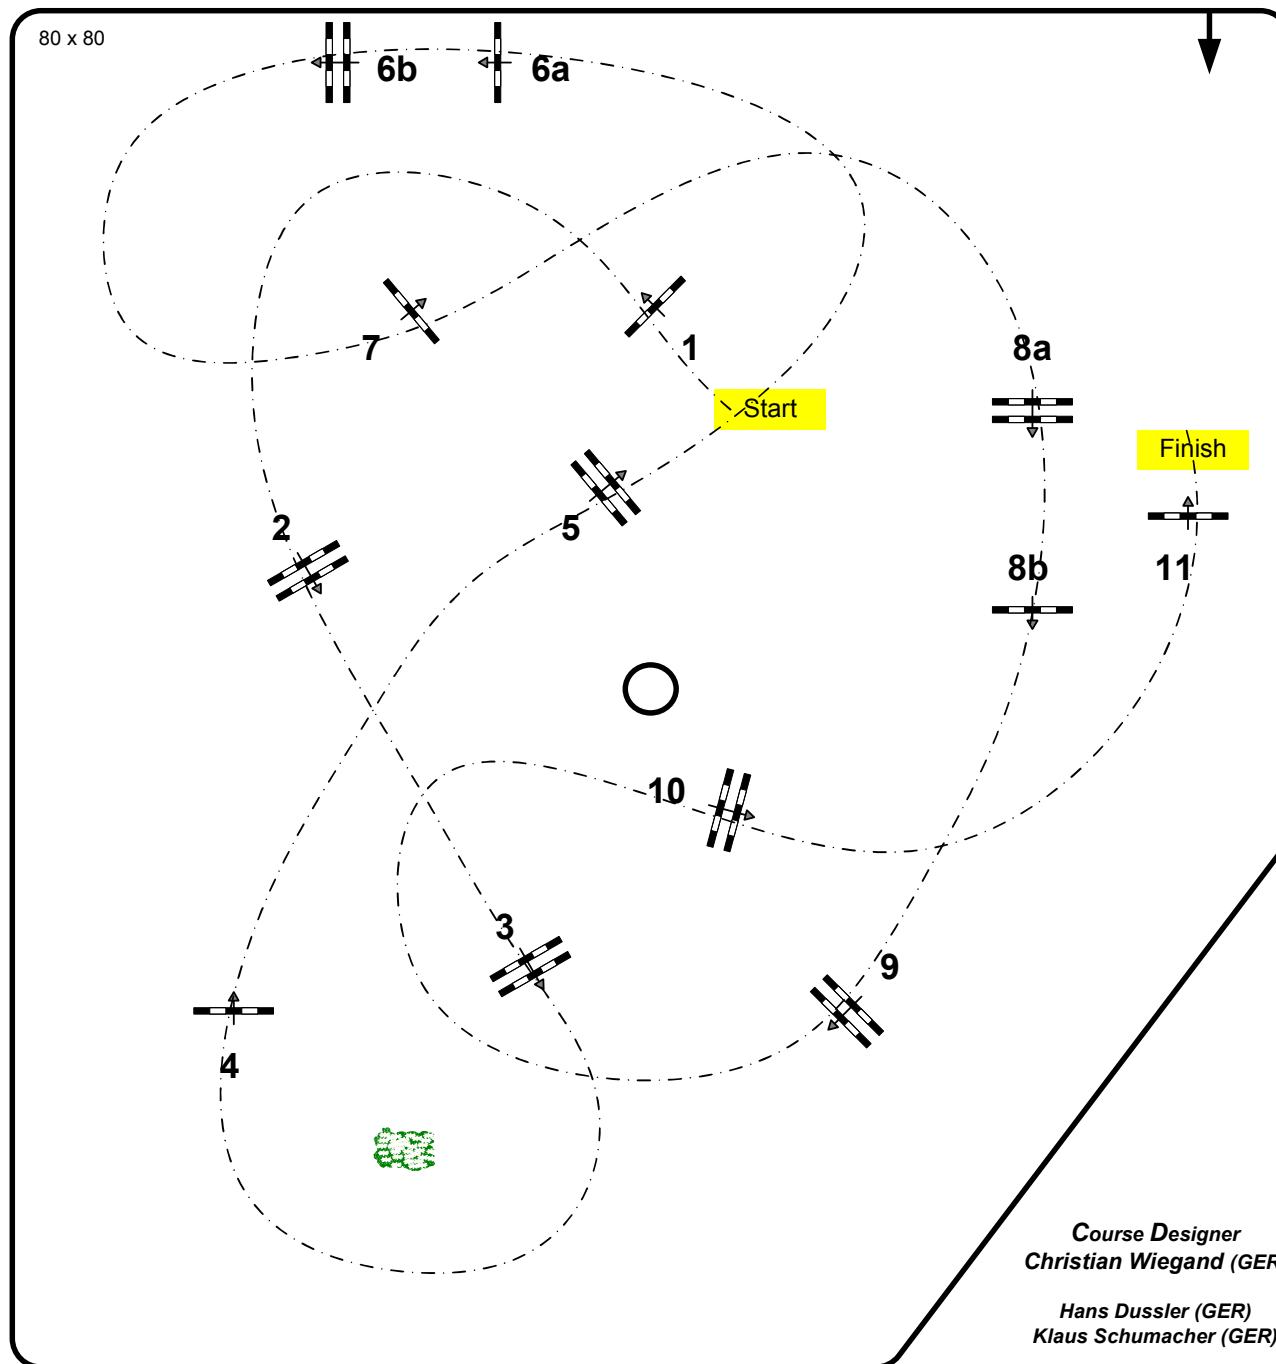 80 x 80
6b
6a
7
1
8a
Start
Finish
2
5
8b
11
10
3
9
4
Course Designer
Christian Wiegand (GER
Hans Dussler (GER)
Klaus Schumacher (GER)